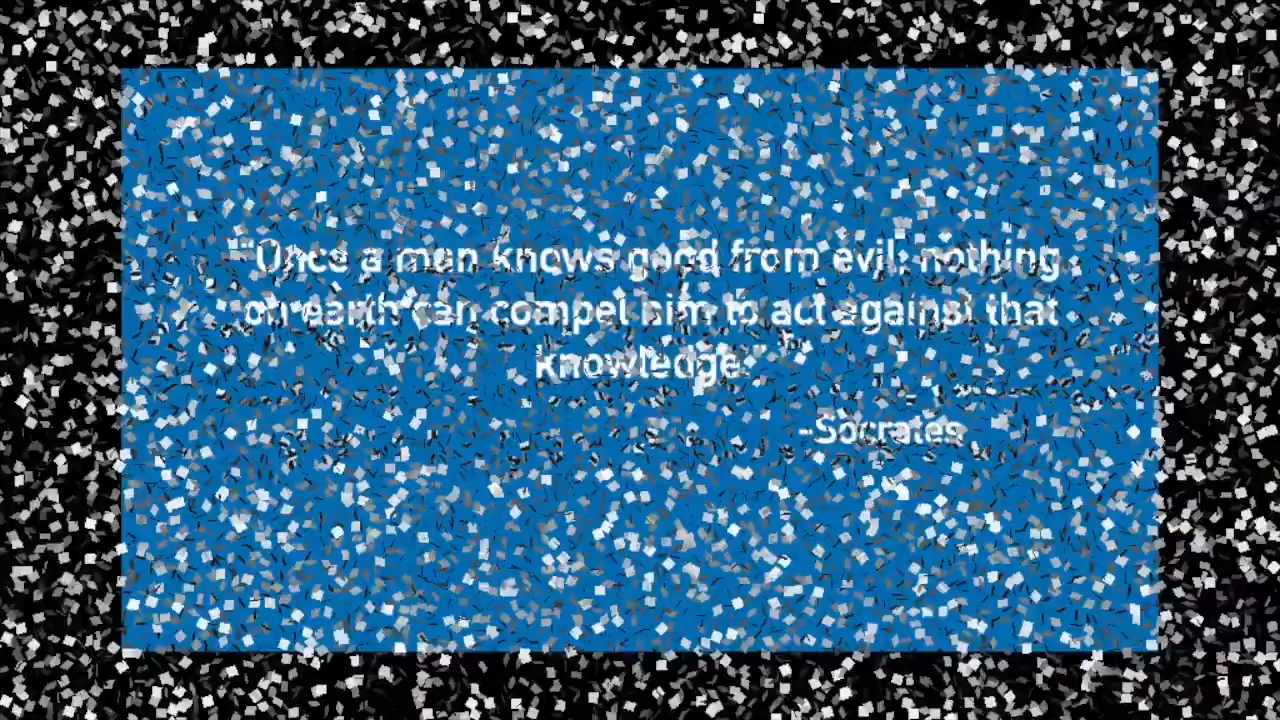 "Once a man knows good from evil, nothing
on earth can compel him to act against that
knowledge."
-Socrates